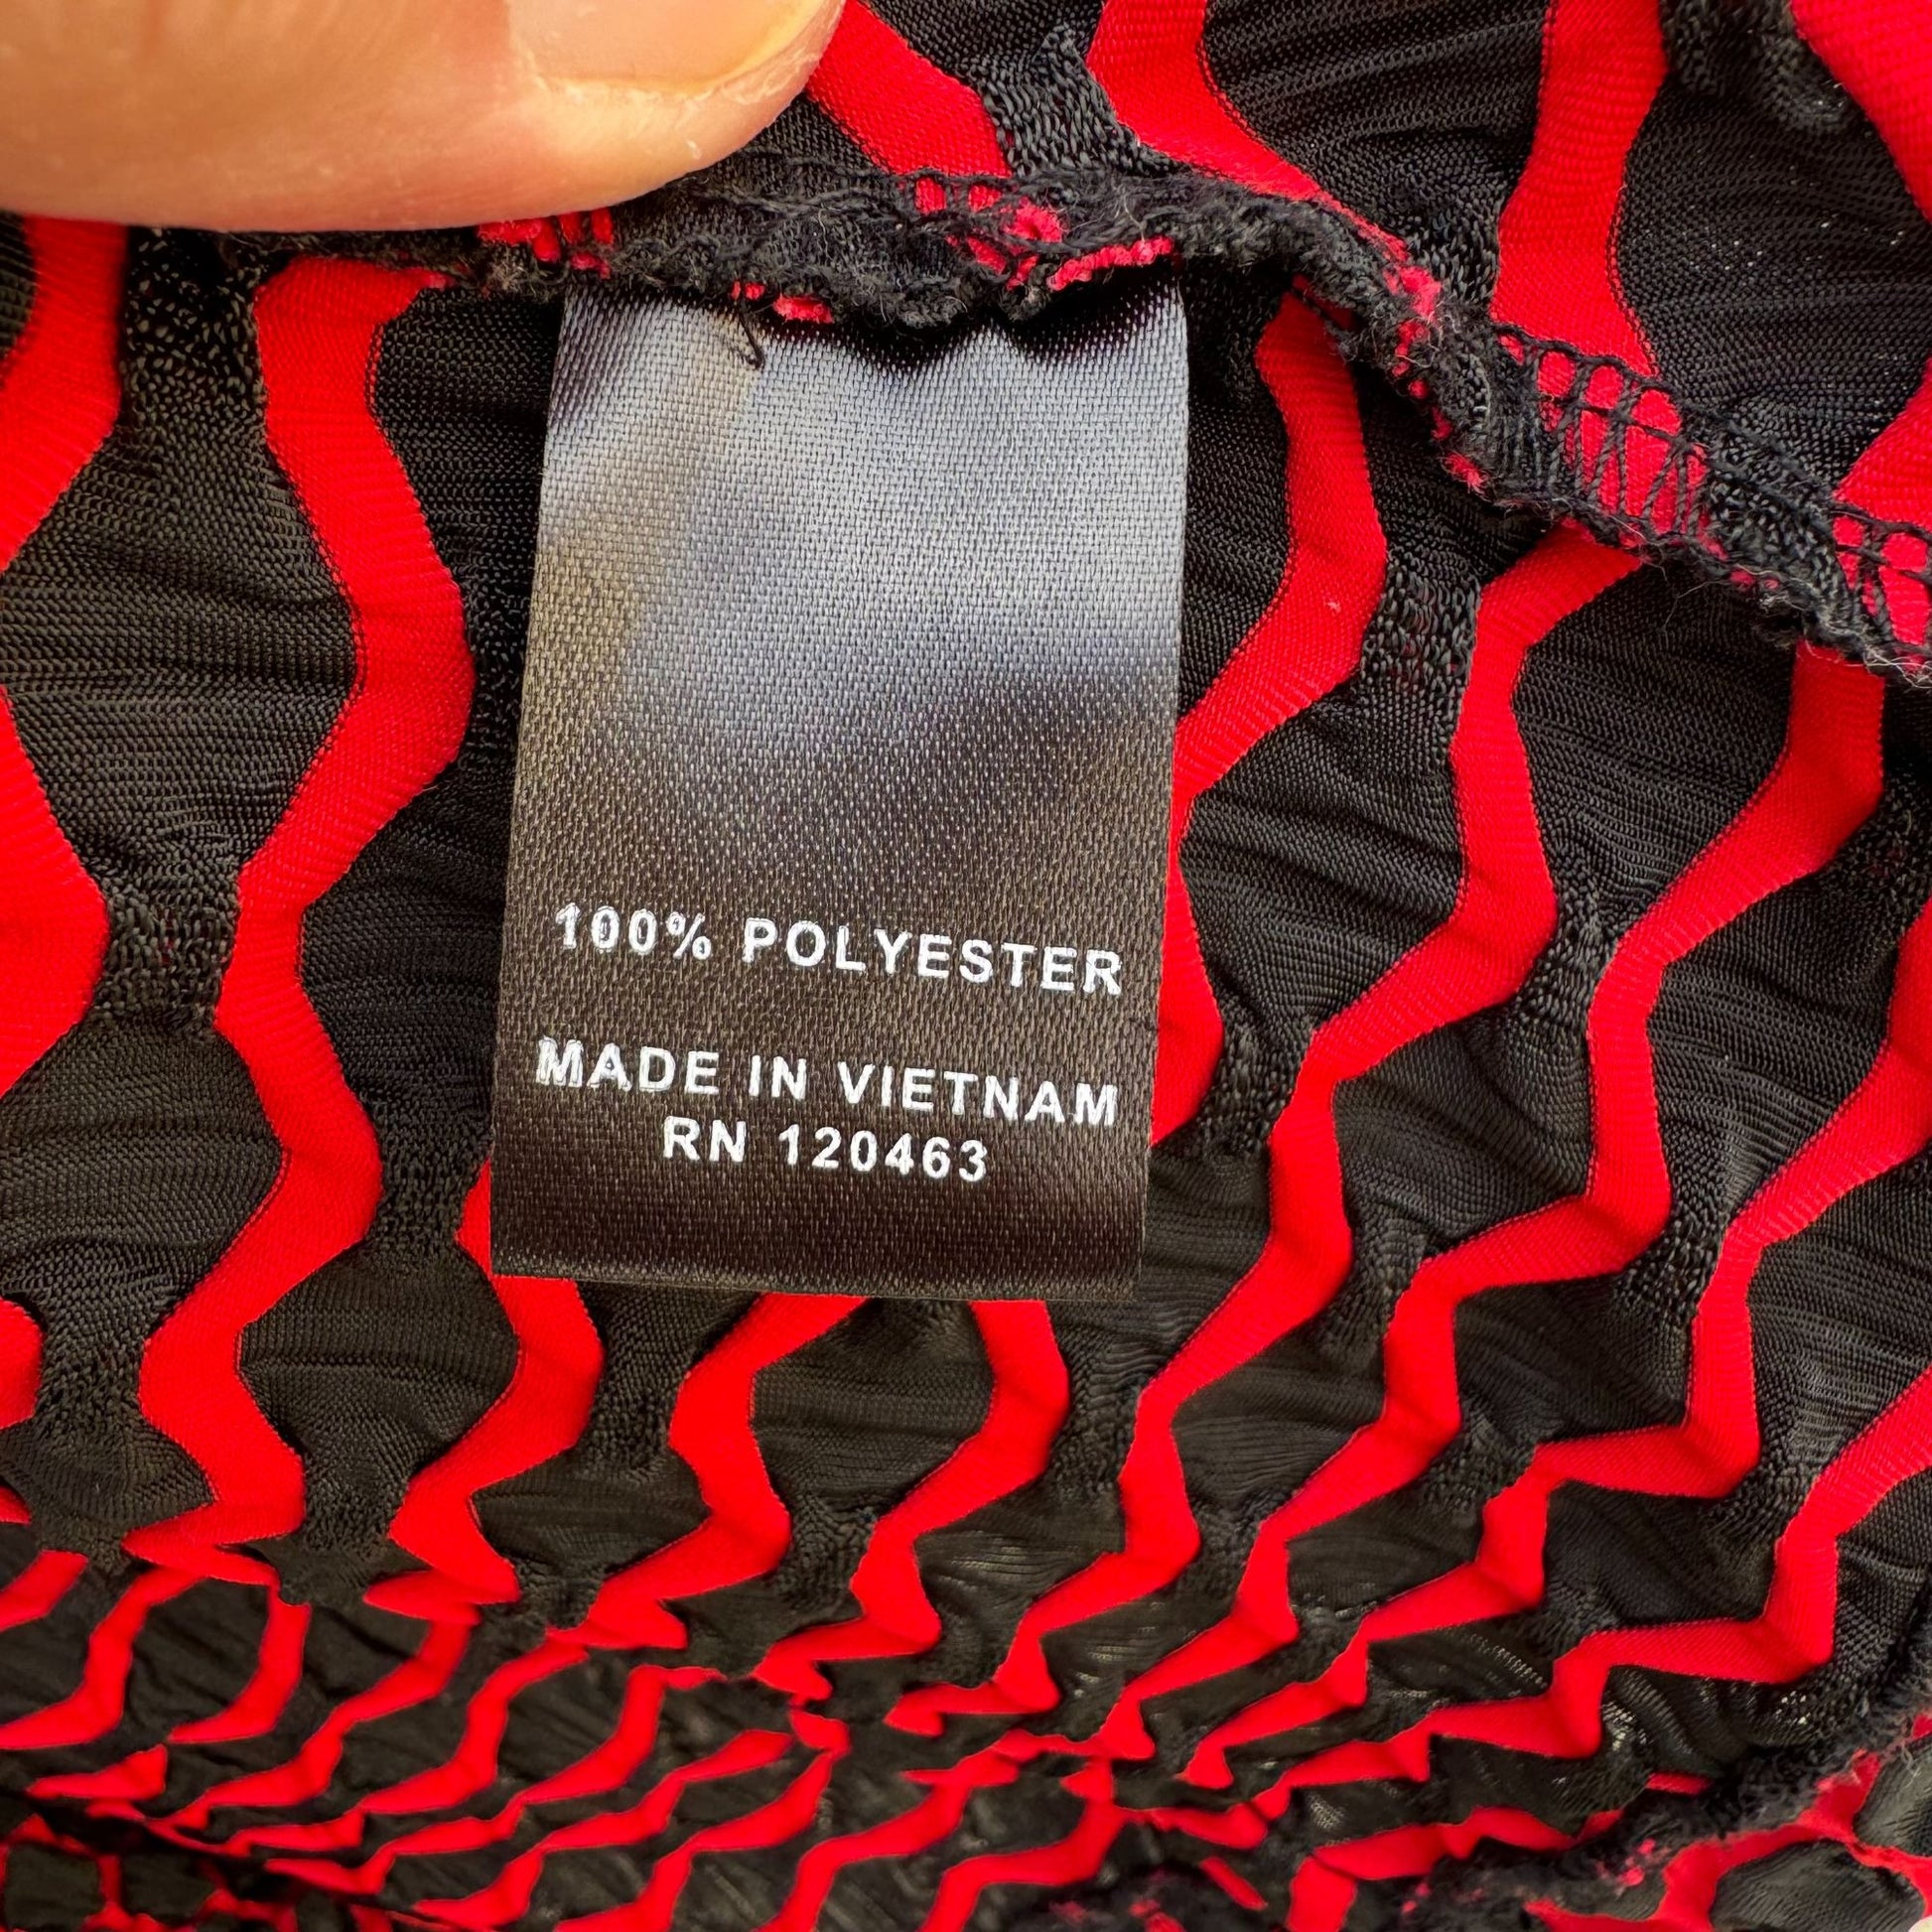 100% POLYESTER
MADE IN VIETNAM
RN 120463